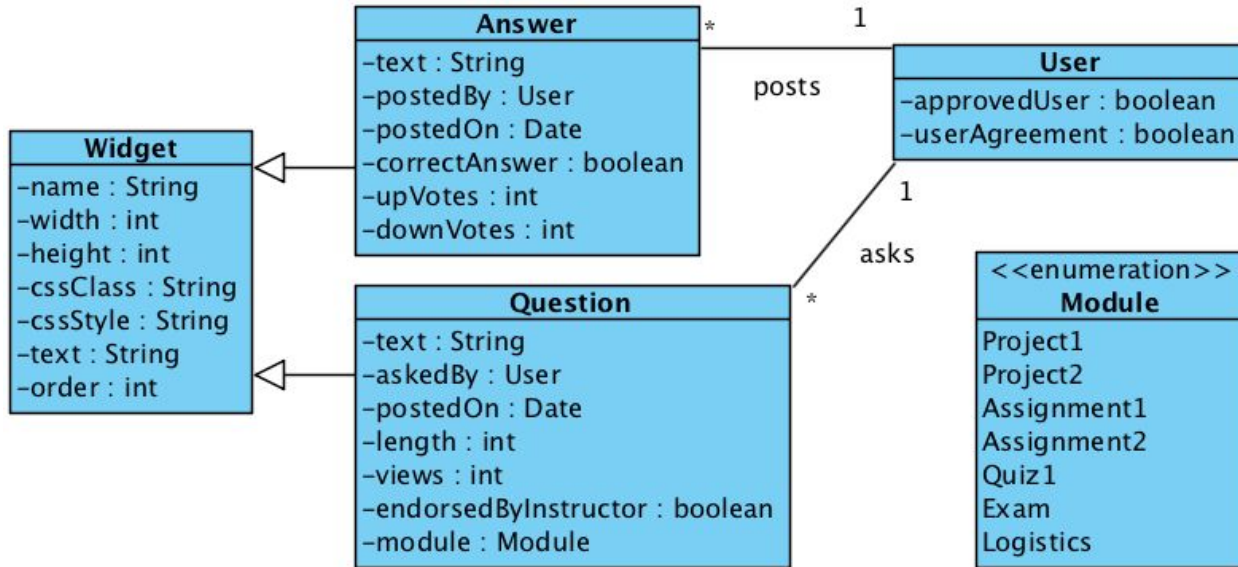 Widget
-name : String
-width : int
-height : int
-cssClass : String
-cssStyle : String
-text : String
-order : int
Answer
-text : String
-postedBy : User
-postedOn : Date
-correctAnswer : boolean
-upVotes : int
-downVotes : int
*
1
posts
User
-approvedUser : boolean
-userAgreement : boolean
1
asks
*
Question
-text : String
-askedBy : User
-postedOn : Date
-length : int
-views : int
-endorsedByInstructor : boolean
-module : Module
<<enumeration>>
Module
Project1
Project2
Assignment1
Assignment2
Quiz1
Exam
Logistics